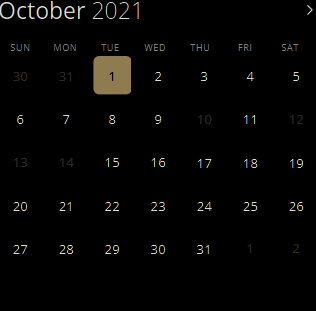 October 2021
SUN MON TUE WED THU FRI SAT
30 31 1 2 3 4 5
6 7 8 9 10 11 12
13 14 15 16 17 18 19
20 21 22 23 24 25 26
27 28 29 30 31 1 2